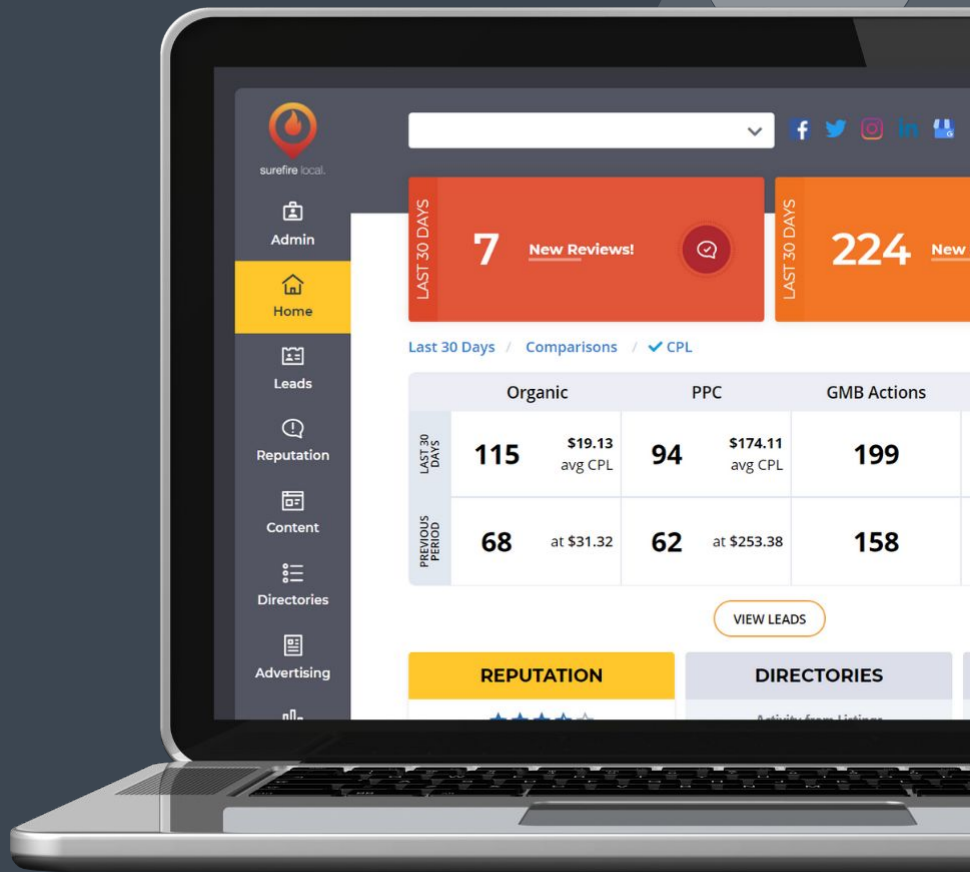 surefire local.
Admin
Home
Leads
Reputation
Content
Directories
Advertising
LAST 30 DAYS
7 New Reviews!
LAST 30 DAYS
224 New
Last 30 Days / Comparisons / CPL
Organic PPC GMB Actions
LAST 30
DAYS
115 $19.13
avg CPL
94 $174.11
avg CPL
199
PREVIOUS
PERIOD
68 at $31.32 62 at $253.38 158
VIEW LEADS
REPUTATION DIRECTORIES
Activity from Listings